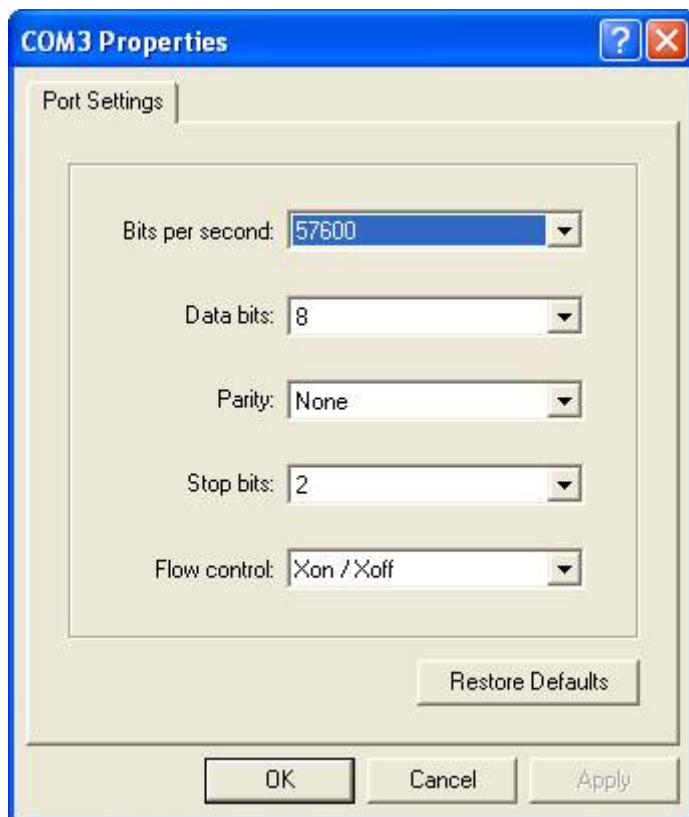 COM3 Properties
Port Settings
Bits per second: 57600
Data bits: 8
Parity: None
Stop bits: 2
Flow control: Xon / Xoff
Restore Defaults
OK Cancel Apply